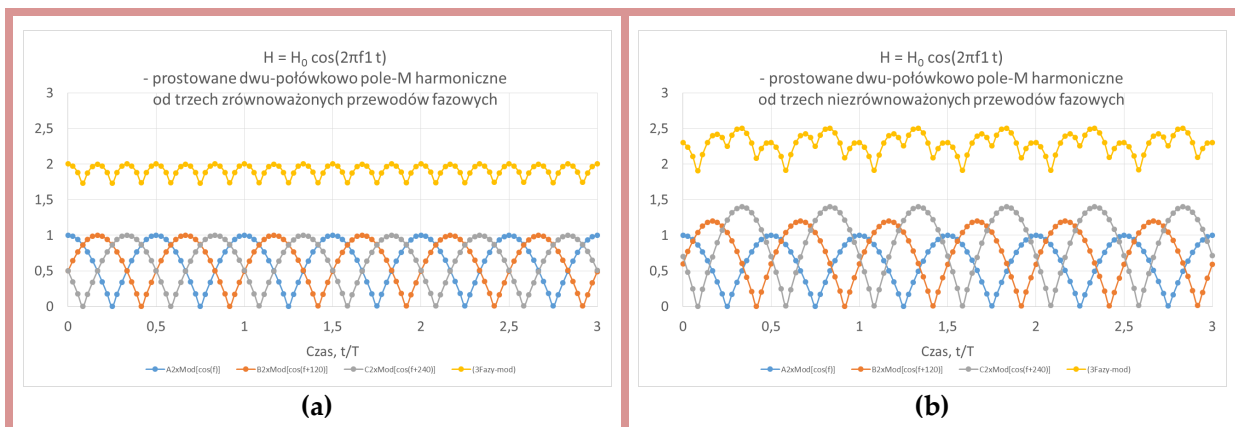 H = H₀ cos(2πf1 t)
- prostowane dwu-połówkowo pole-M harmoniczne
od trzech zrównoważonych przewodów fazowych
3
2,5
2
1,5
1
0,5
0
0 0,5 1 1,5 2 2,5 3
Czas, t/T
A2xMod[cos(f)] B2xMod[cos(f+120)] C2xMod[cos(f+240)] (3Fazy-mod)
(a)
H = H₀ cos(2πf1 t)
- prostowane dwu-połówkowo pole-M harmoniczne
od trzech niezrównoważonych przewodów fazowych
3
2,5
2
1,5
1
0,5
0
0 0,5 1 1,5 2 2,5 3
Czas, t/T
A2xMod[cos(f)] B2xMod[cos(f+120)] C2xMod[cos(f+240)] (3Fazy-mod)
(b)